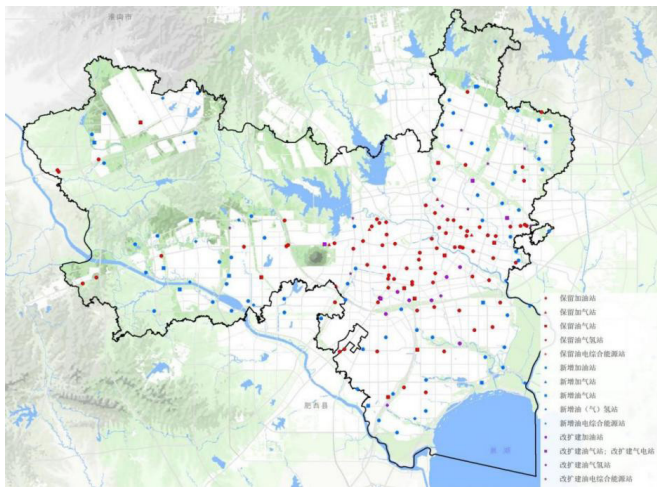 保留加油站
保留加气站
保留油气站
保留油气氢站
保留油电综合能源站
新增加油站
新增加气站
新增油气站
新增油（气）氢站
新增油电综合能源站
改扩建加油站
改扩建油气站；改扩建气电站
改扩建油气氢站
改扩建油电综合能源站
肥西县